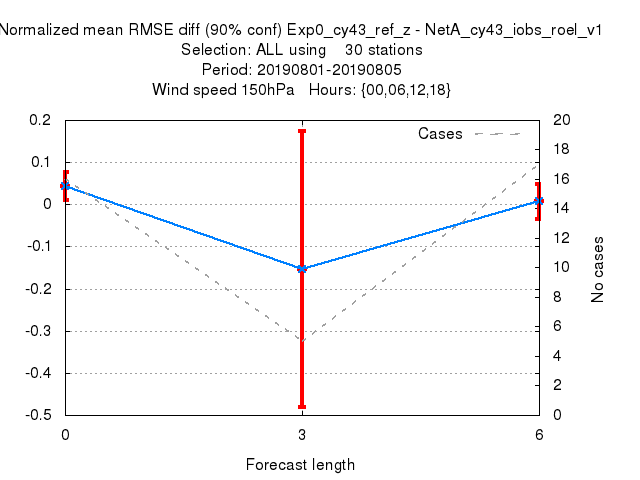 Normalized mean RMSE diff (90% conf) Exp0_cy43_ref_z - NetA_cy43_iobs_roel_v1
Selection: ALL using    30 stations
Period: 20190801-20190805
Wind speed 150hPa   Hours: {00,06,12,18}
Cases
0.2
0.1
0
-0.1
-0.2
-0.3
-0.4
-0.5
20
18
16
14
12
10
8
6
4
2
0
No cases
0 3 6
Forecast length